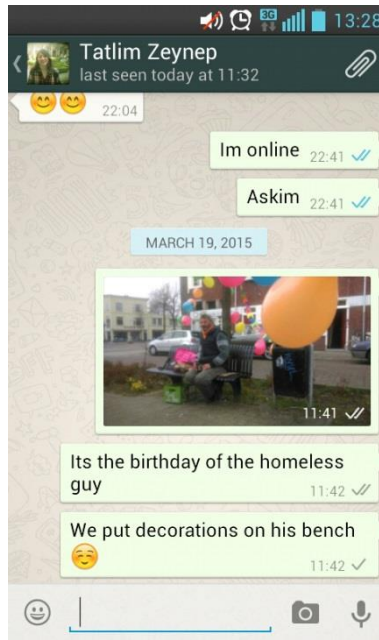 3G
13:28
Tatlim Zeynep
last seen today at 11:32
22:04
Im online 22:41
Askim 22:41
MARCH 19, 2015
11:41
Its the birthday of the homeless
guy
11:42
We put decorations on his bench
11:42